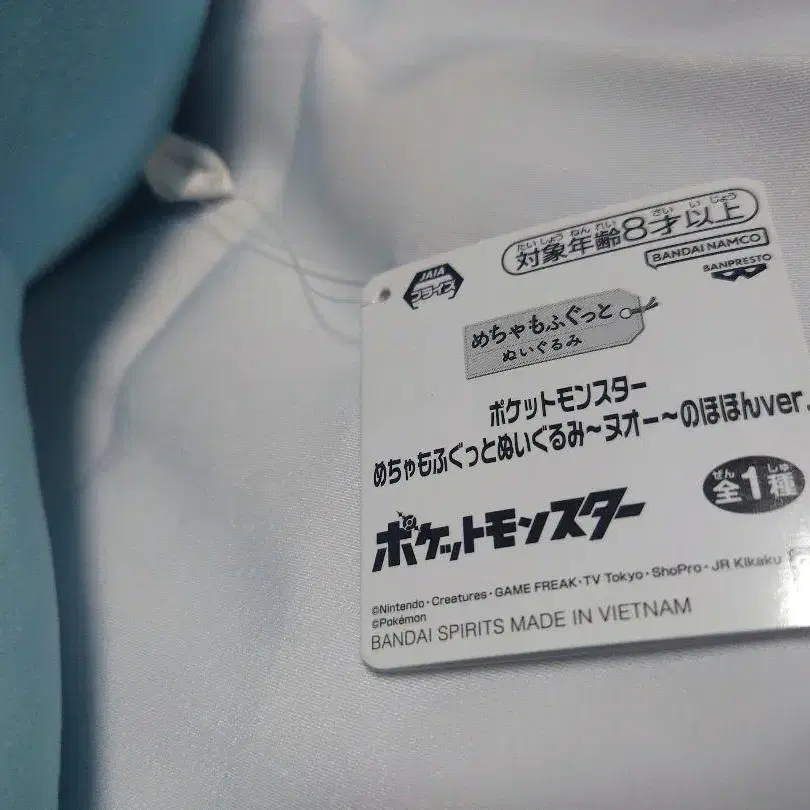 対象年齢8才以上
たいしょうねんれい さい いじょう
JAIA
プライズ
BANDAI NAMCO
BANPRESTO
めちゃもふぐっと
ぬいぐるみ
ポケットモンスター
めちゃもふぐっとぬいぐるみ~ヌオー~のほほんver.
ぜん しゅ
全1種
ポケットモンスター
©Nintendo・Creatures・GAME FREAK・TV Tokyo・ShoPro・JR Kikaku
©Pokémon
BANDAI SPIRITS MADE IN VIETNAM